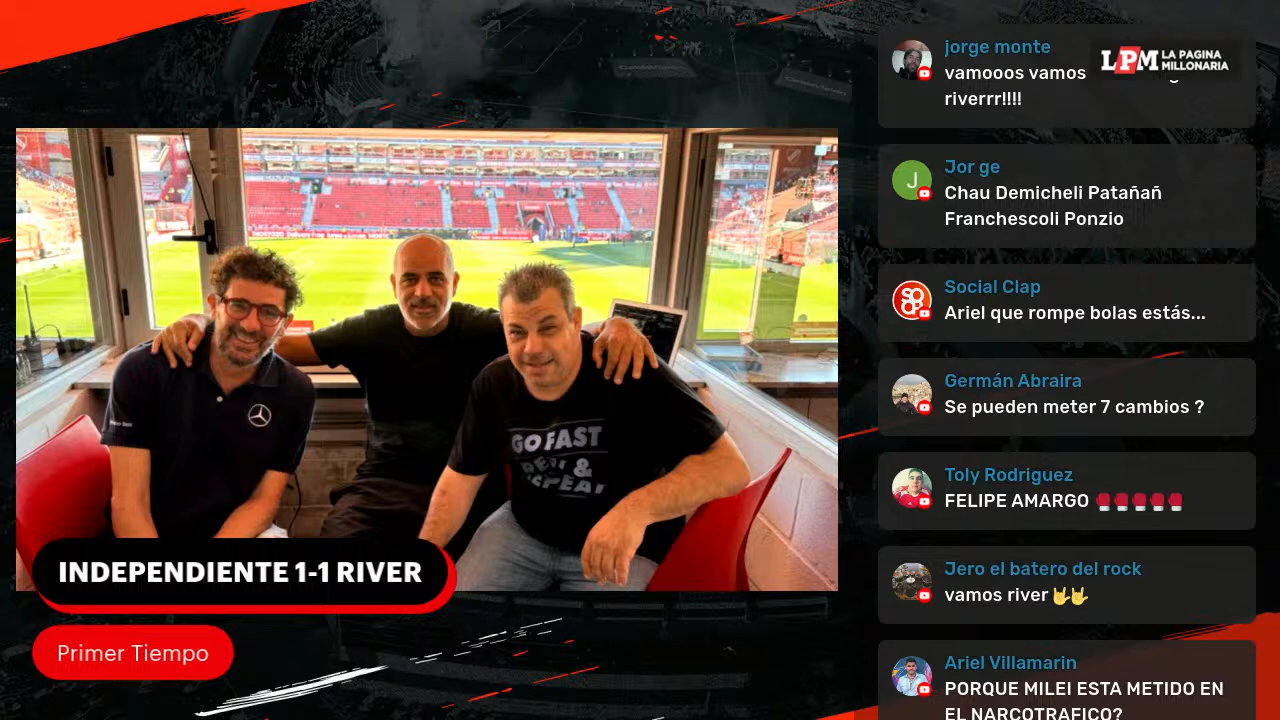 jorge monte
vamooos vamos
riverrr!!!!
LPM LA PAGINA
MILLONARIA
Jor ge
J
Chau Demicheli Patañañ
Franchescoli Ponzio
Social Clap
Ariel que rompe bolas estás...
Germán Abraira
Se pueden meter 7 cambios ?
Toly Rodriguez
FELIPE AMARGO 🥊🥊🥊🥊🥊
Jero el batero del rock
vamos river 🤘🤘
Ariel Villamarin
PORQUE MILEI ESTA METIDO EN
EL NARCOTRAFICO?
GO FAST
&
INDEPENDIENTE 1-1 RIVER
Primer Tiempo